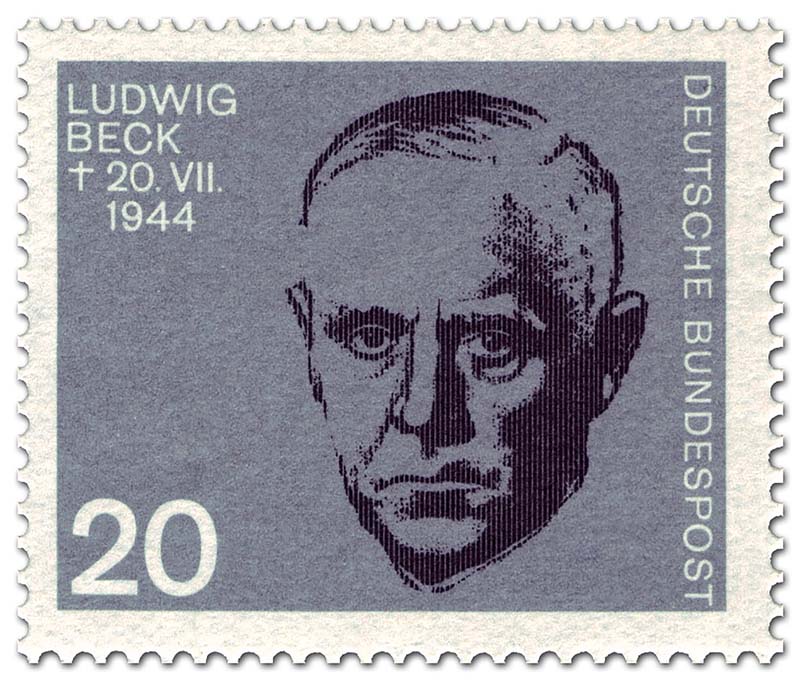 LUDWIG
BECK
† 20. VII.
1944
20
DEUTSCHE BUNDESPOST